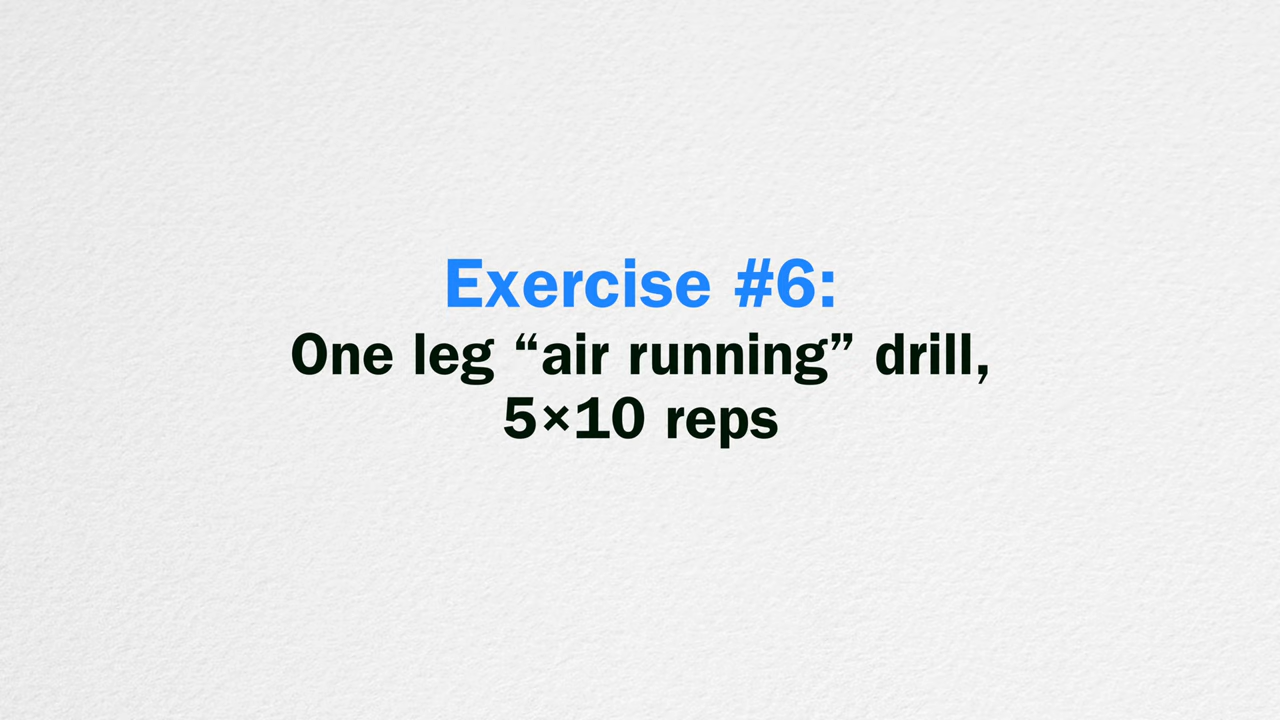 Exercise #6:
One leg “air running” drill,
5×10 reps